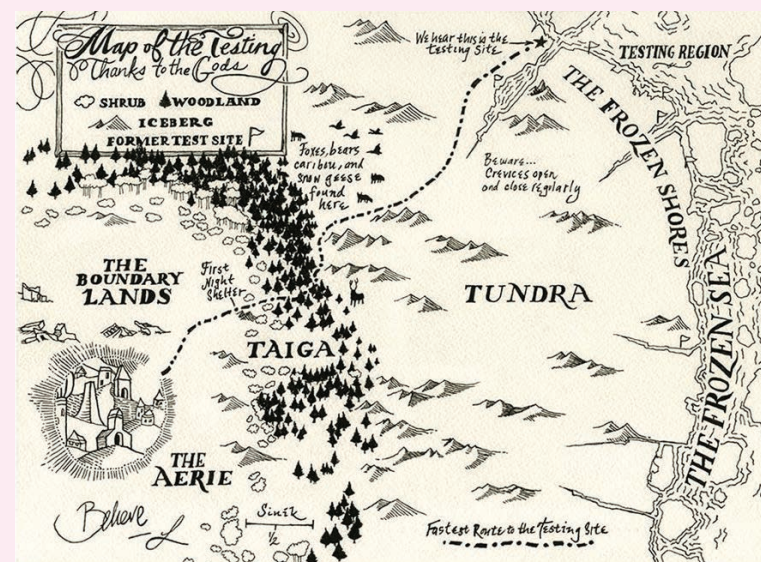 Map of the Testing
Thanks to the Gods
SHRUB WOODLAND
ICEBERG
FORMER TEST SITE
We hear this is the
testing site
TESTING REGION
THE FROZEN SHORES
Foxes, bears
caribou, and
snow geese
found
here
Beware...
Crevices open
and close regilarly
THE
BOUNDARY
LANDS
First
Night
Shelter
TUNDRA
THE FROZEN SEA
TAIGA
THE
AERIE
Believe
Sinik
½
Fastest Route to the Testing Site